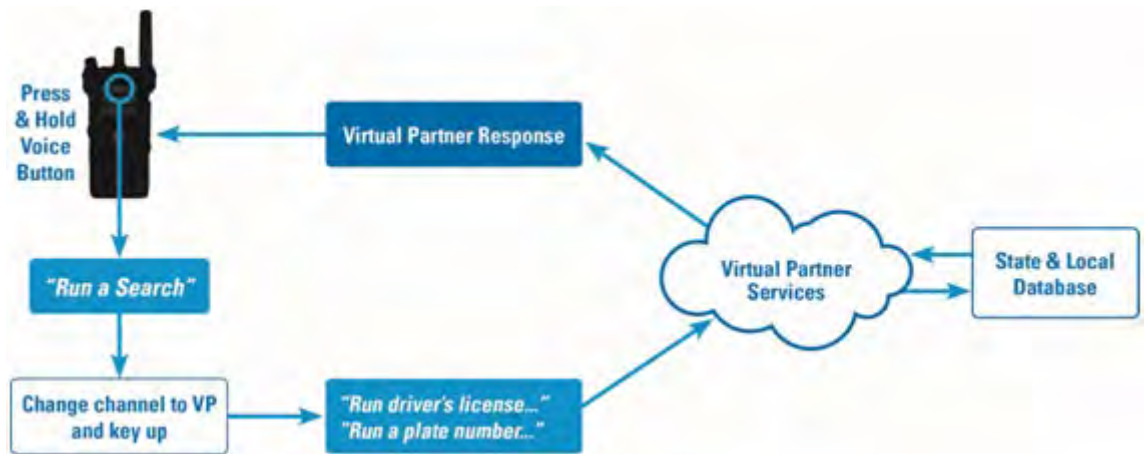 Press
& Hold
Voice
Button
Virtual Partner Response
"Run a Search"
Change channel to VP
and key up
"Run driver's license..."
"Run a plate number..."
Virtual Partner
Services
State & Local
Database